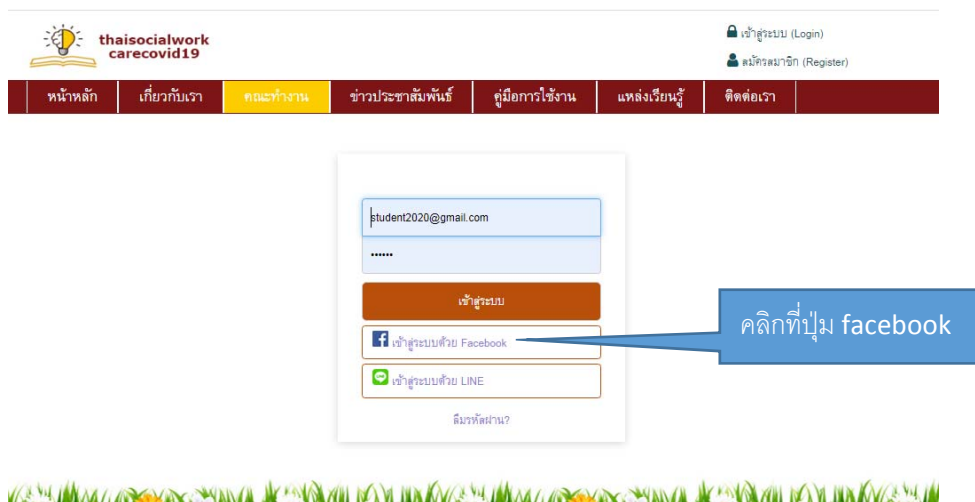 thaisocialwork
carecovid19
เข้าสู่ระบบ (Login)
สมัครสมาชิก (Register)
หน้าหลัก เกี่ยวกับเรา คณะทำงาน ข่าวประชาสัมพันธ์ คู่มือการใช้งาน แหล่งเรียนรู้ ติดต่อเรา
student2020@gmail.com
••••••
เข้าสู่ระบบ
เข้าสู่ระบบด้วย Facebook
คลิกที่ปุ่ม facebook
เข้าสู่ระบบด้วย LINE
ลืมรหัสผ่าน?